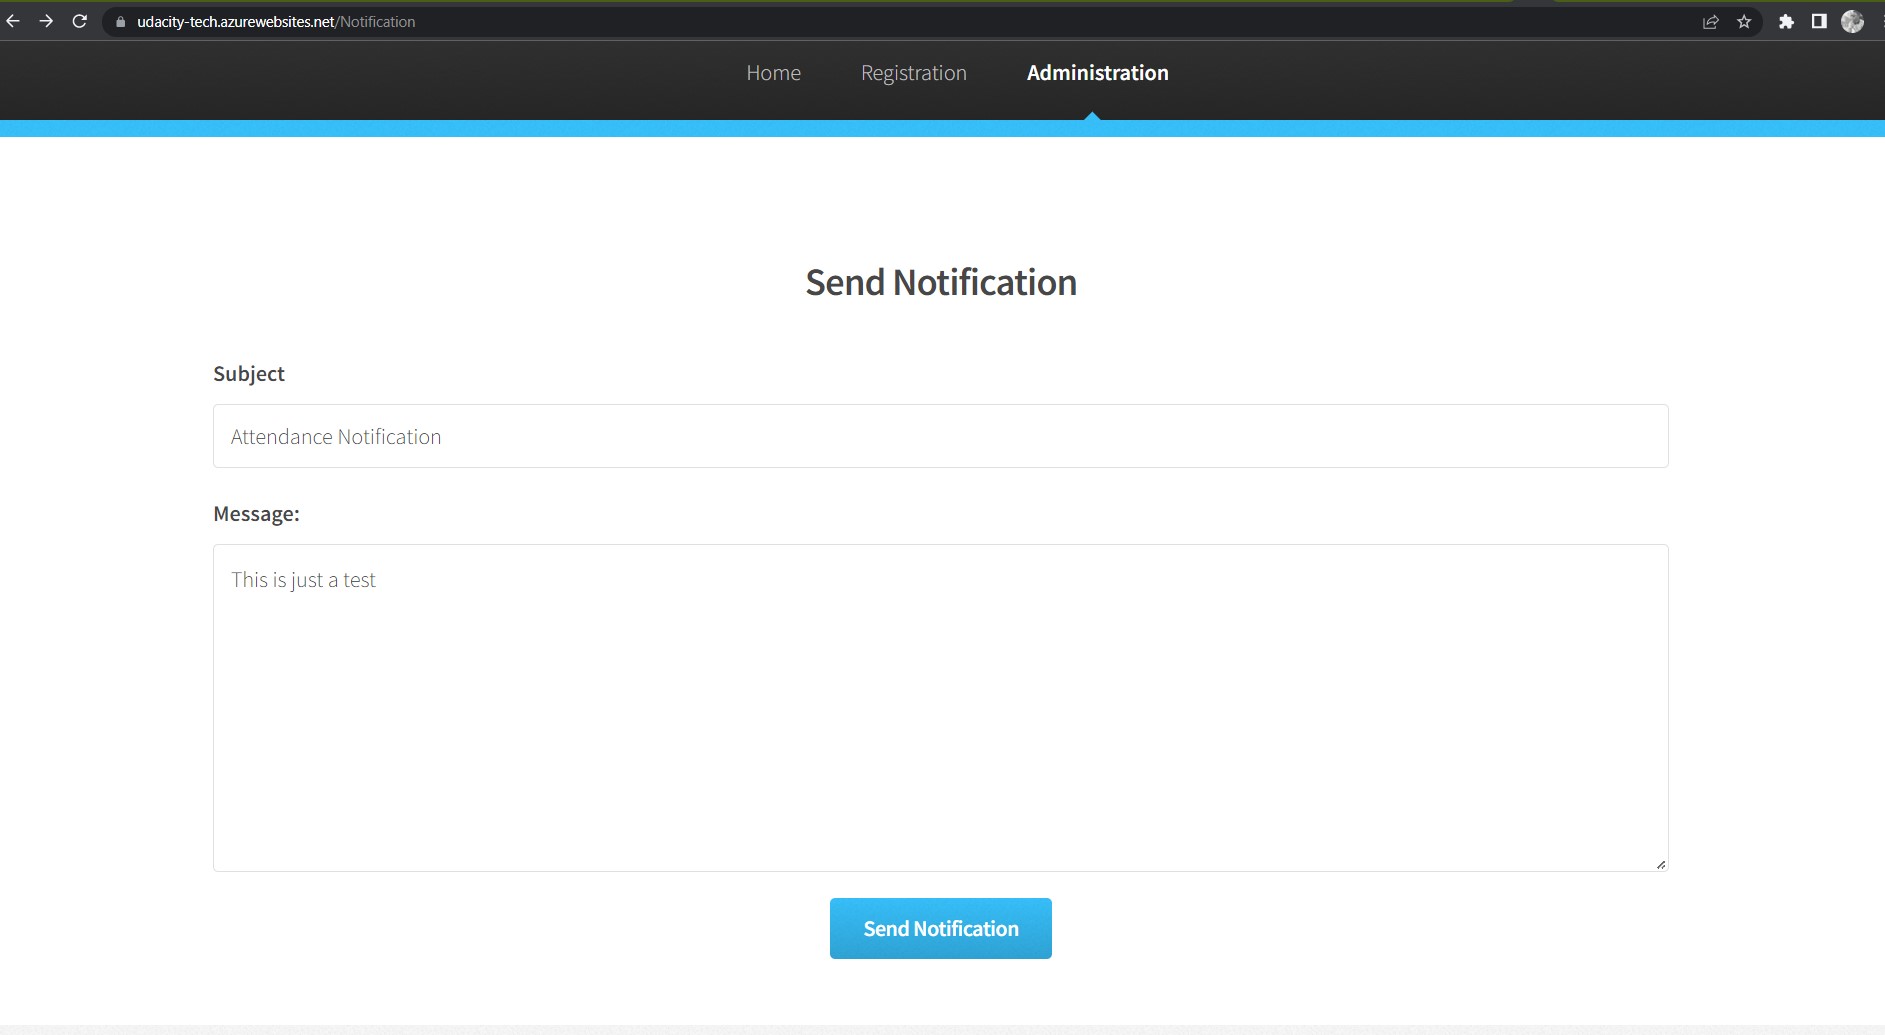 udacity-tech.azurewebsites.net/Notification
Home Registration Administration
Send Notification
Subject
Attendance Notification
Message:
This is just a test
Send Notification